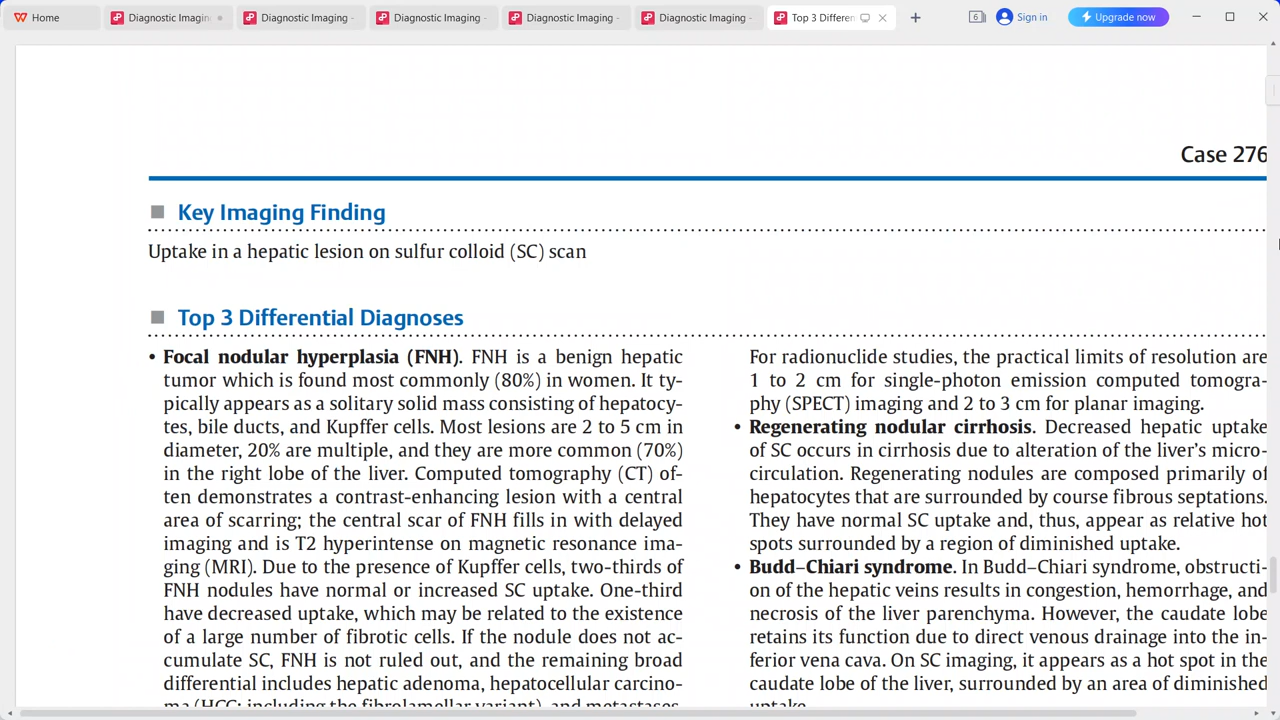 Home
Diagnostic Imaging
Diagnostic Imaging -
Diagnostic Imaging -
Diagnostic Imaging -
Diagnostic Imaging -
Top 3 Differen
6
Sign in
Upgrade now
Case 276
Key Imaging Finding
Uptake in a hepatic lesion on sulfur colloid (SC) scan
Top 3 Differential Diagnoses
• Focal nodular hyperplasia (FNH). FNH is a benign hepatic
tumor which is found most commonly (80%) in women. It ty-
pically appears as a solitary solid mass consisting of hepatocy-
tes, bile ducts, and Kupffer cells. Most lesions are 2 to 5 cm in
diameter, 20% are multiple, and they are more common (70%)
in the right lobe of the liver. Computed tomography (CT) of-
ten demonstrates a contrast-enhancing lesion with a central
area of scarring; the central scar of FNH fills in with delayed
imaging and is T2 hyperintense on magnetic resonance ima-
ging (MRI). Due to the presence of Kupffer cells, two-thirds of
FNH nodules have normal or increased SC uptake. One-third
have decreased uptake, which may be related to the existence
of a large number of fibrotic cells. If the nodule does not ac-
cumulate SC, FNH is not ruled out, and the remaining broad
differential includes hepatic adenoma, hepatocellular carcino-
ma (HCC; including the fibrolamellar variant), and metastases.
For radionuclide studies, the practical limits of resolution are
1 to 2 cm for single-photon emission computed tomogra-
phy (SPECT) imaging and 2 to 3 cm for planar imaging.
• Regenerating nodular cirrhosis. Decreased hepatic uptake
of SC occurs in cirrhosis due to alteration of the liver's micro-
circulation. Regenerating nodules are composed primarily of
hepatocytes that are surrounded by course fibrous septations.
They have normal SC uptake and, thus, appear as relative hot
spots surrounded by a region of diminished uptake.
• Budd–Chiari syndrome. In Budd–Chiari syndrome, obstructi-
on of the hepatic veins results in congestion, hemorrhage, and
necrosis of the liver parenchyma. However, the caudate lobe
retains its function due to direct venous drainage into the in-
ferior vena cava. On SC imaging, it appears as a hot spot in the
caudate lobe of the liver, surrounded by an area of diminished
uptake.